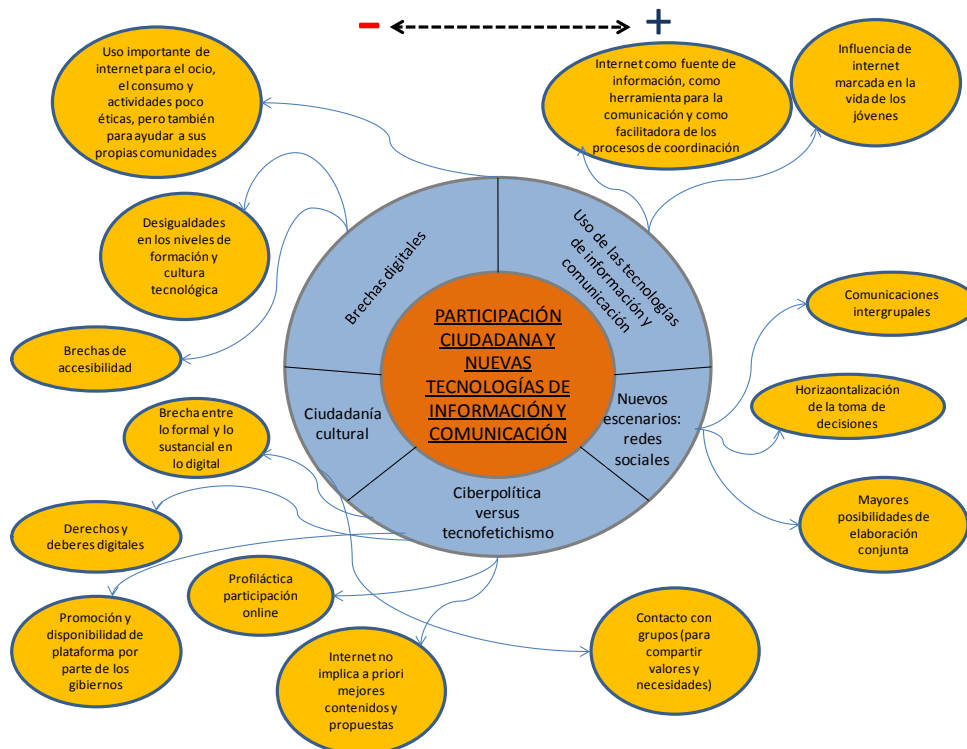 Uso importante de
internet para el ocio,
el consumo y
actividades poco
éticas, pero también
para ayudar a sus
propias comunidades
− +
Internet como fuente de
información, como
herramienta para la
comunicación y como
facilitadora de los
procesos de coordinación
Influencia de
internet
marcada en la
vida de los
jóvenes
Desigualdades
en los niveles de
formación y
cultura
tecnológica
Brechas de
accesibilidad
Brechas digitales
Uso de las tecnologías
de información y
comunicación
PARTICIPACIÓN
CIUDADANA Y
NUEVAS
TECNOLOGÍAS DE
INFORMACIÓN Y
COMUNICACIÓN
Ciudadanía
cultural
Nuevos
escenarios:
redes
sociales
Ciberpolítica
versus
tecnofetichismo
Comunicaciones
intergrupales
Horizaontalización
de la toma de
decisiones
Mayores
posibilidades de
elaboración
conjunta
Brecha entre
lo formal y lo
sustancial en
lo digital
Derechos y
deberes digitales
Promoción y
disponibilidad de
plataforma por
parte de los
gibiernos
Profiláctica
participación
online
Internet no
implica a priori
mejores
contenidos y
propuestas
Contacto con
grupos (para
compartir
valores y
necesidades)